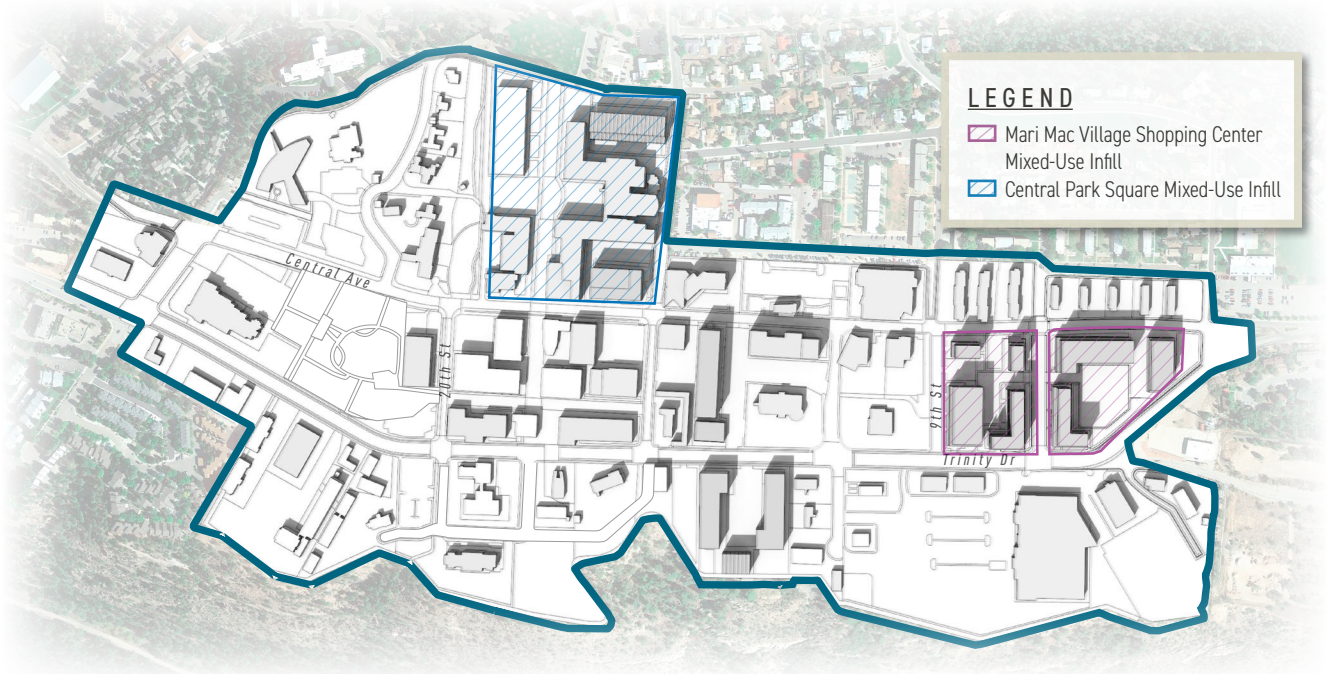 LEGEND
Mari Mac Village Shopping Center
Mixed-Use Infill
Central Park Square Mixed-Use Infill
Central Ave
20th St
9th St
Trinity Dr